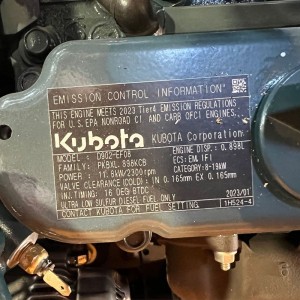 EMISSION CONTROL INFORMATION
THIS ENGINE MEETS 2023 Tier4 EMISSION REGULATIONS
FOR U.S. EPA NONROAD CI AND CARB OFCI ENGINES.
Kubota KUBOTA Corporation
MODEL: D902-EF06 ENGINE DISP.: 0.898L
FAMILY: PKBXL.898KCB ECS: EM IFI
POWER: 11.6kW/2300rpm CATEGORY: 8-19kW
VALVE CLEARANCE (COLD): IN 0.165mm EX 0.165mm
INJ. TIMING: 16 DEG BTDC
ULTRA LOW SULFUR DIESEL FUEL ONLY 2023/01
CONTACT KUBOTA FOR FUEL SETTING. 1H524-4